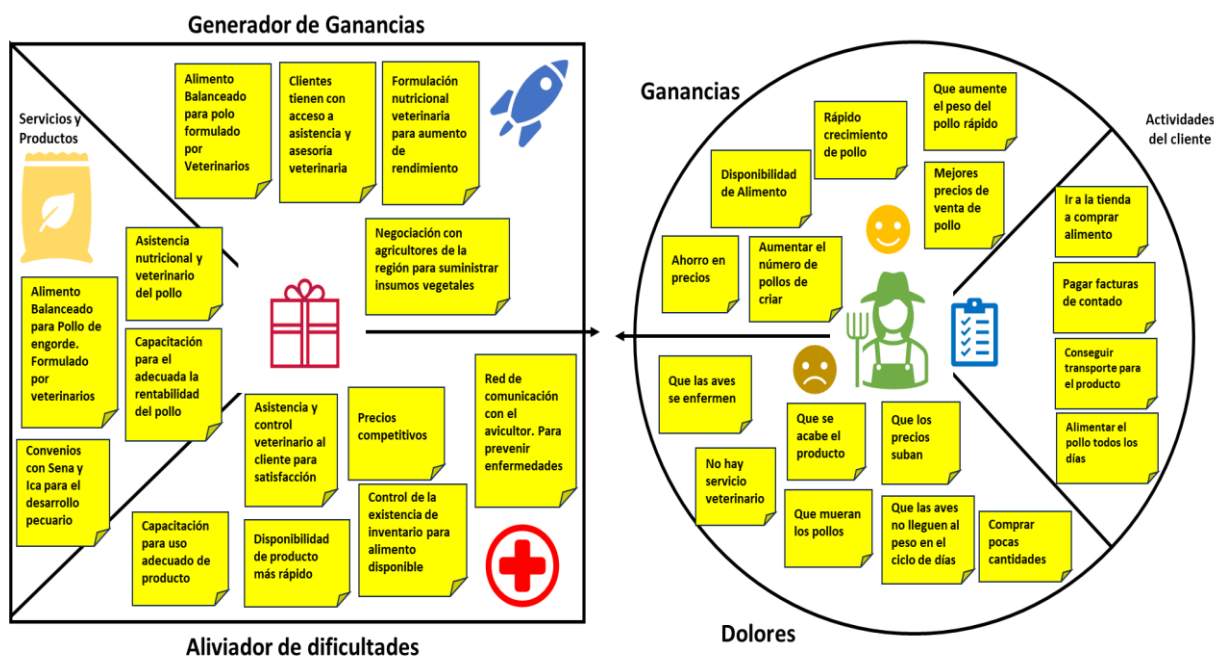 Generador de Ganancias
Servicios y
Productos
Alimento
Balanceado
para polo
formulado
por
Veterinarios
Clientes
tienen con
acceso a
asistencia y
asesoría
veterinaria
Formulación
nutricional
veterinaria
para aumento
de
rendimiento
Negociación con
agricultores de la
región para suministrar
insumos vegetales
Asistencia
nutricional y
veterinario
del pollo
Alimento
Balanceado
para Pollo de
engorde.
Formulado
por
veterinarios
Capacitación
para el
adecuada la
rentabilidad
del pollo
Convenios
con Sena y
Ica para el
desarrollo
pecuario
Asistencia y
control
veterinario al
cliente para
satisfacción
Precios
competitivos
Red de
comunicación
con el
avicultor. Para
prevenir
enfermedades
Capacitación
para uso
adecuado de
producto
Disponibilidad
de producto
más rápido
Control de la
existencia de
inventario para
alimento
disponible
Aliviador de dificultades
Ganancias
Que aumente
el peso del
pollo rápido
Rápido
crecimiento
de pollo
Disponibilidad
de Alimento
Mejores
precios de
venta de
pollo
Ahorro en
precios
Aumentar el
número de
pollos de
criar
Actividades
del cliente
Ir a la tienda
a comprar
alimento
Pagar facturas
de contado
Conseguir
transporte para
el producto
Alimentar el
pollo todos los
días
Que las aves
se enfermen
Que se
acabe el
producto
Que los
precios
suban
No hay
servicio
veterinario
Que mueran
los pollos
Que las aves
no lleguen al
peso en el
ciclo de días
Comprar
pocas
cantidades
Dolores